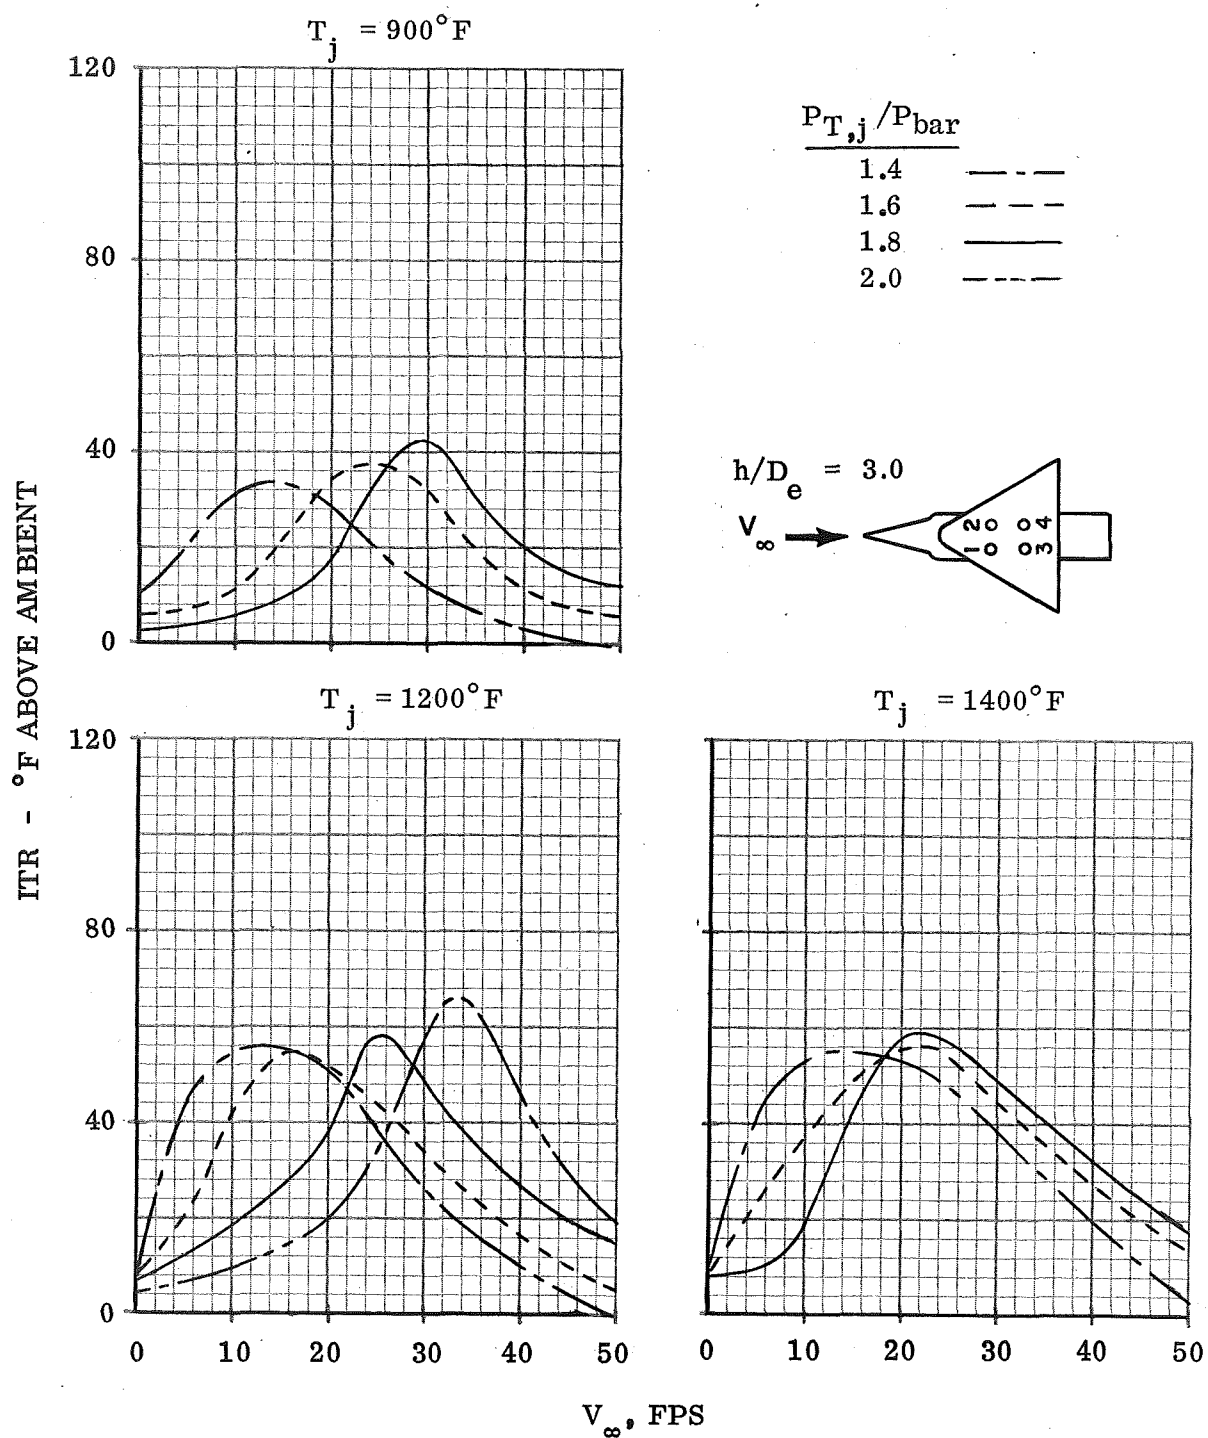 T_j = 900°F
120
80
40
0
P_T,j /P_bar
1.4
1.6
1.8
2.0
h/D_e = 3.0
V_∞
2 4
1 3
ITR - °F ABOVE AMBIENT
T_j = 1200°F
120
80
40
0
0 10 20 30 40 50
T_j = 1400°F
0 10 20 30 40 50
V_∞, FPS